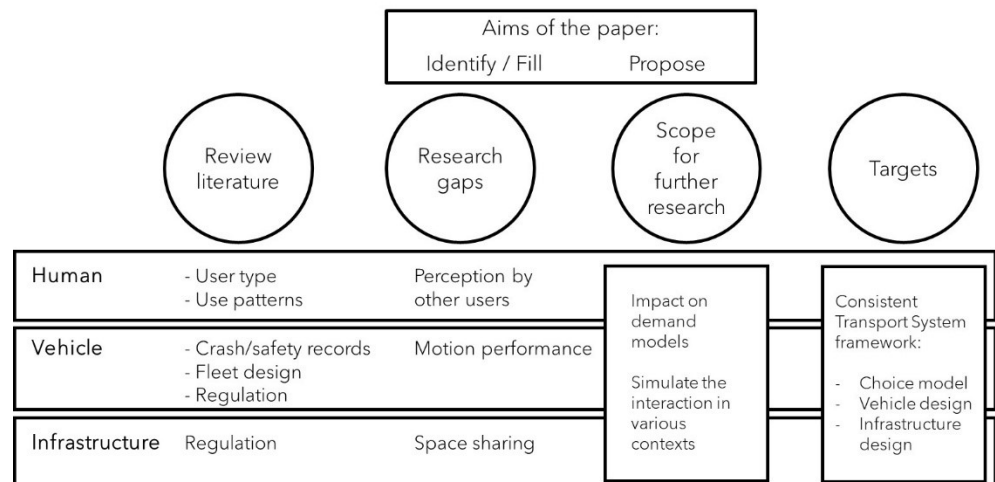 Aims of the paper:
Identify / Fill Propose
Review
literature
Research
gaps
Scope
for
further
research
Targets
Human
- User type
- Use patterns
Perception by
other users
Vehicle
- Crash/safety records
- Fleet design
- Regulation
Motion performance
Infrastructure
Regulation
Space sharing
Impact on
demand
models
Simulate the
interaction in
various
contexts
Consistent
Transport System
framework:
- Choice model
- Vehicle design
- Infrastructure
design